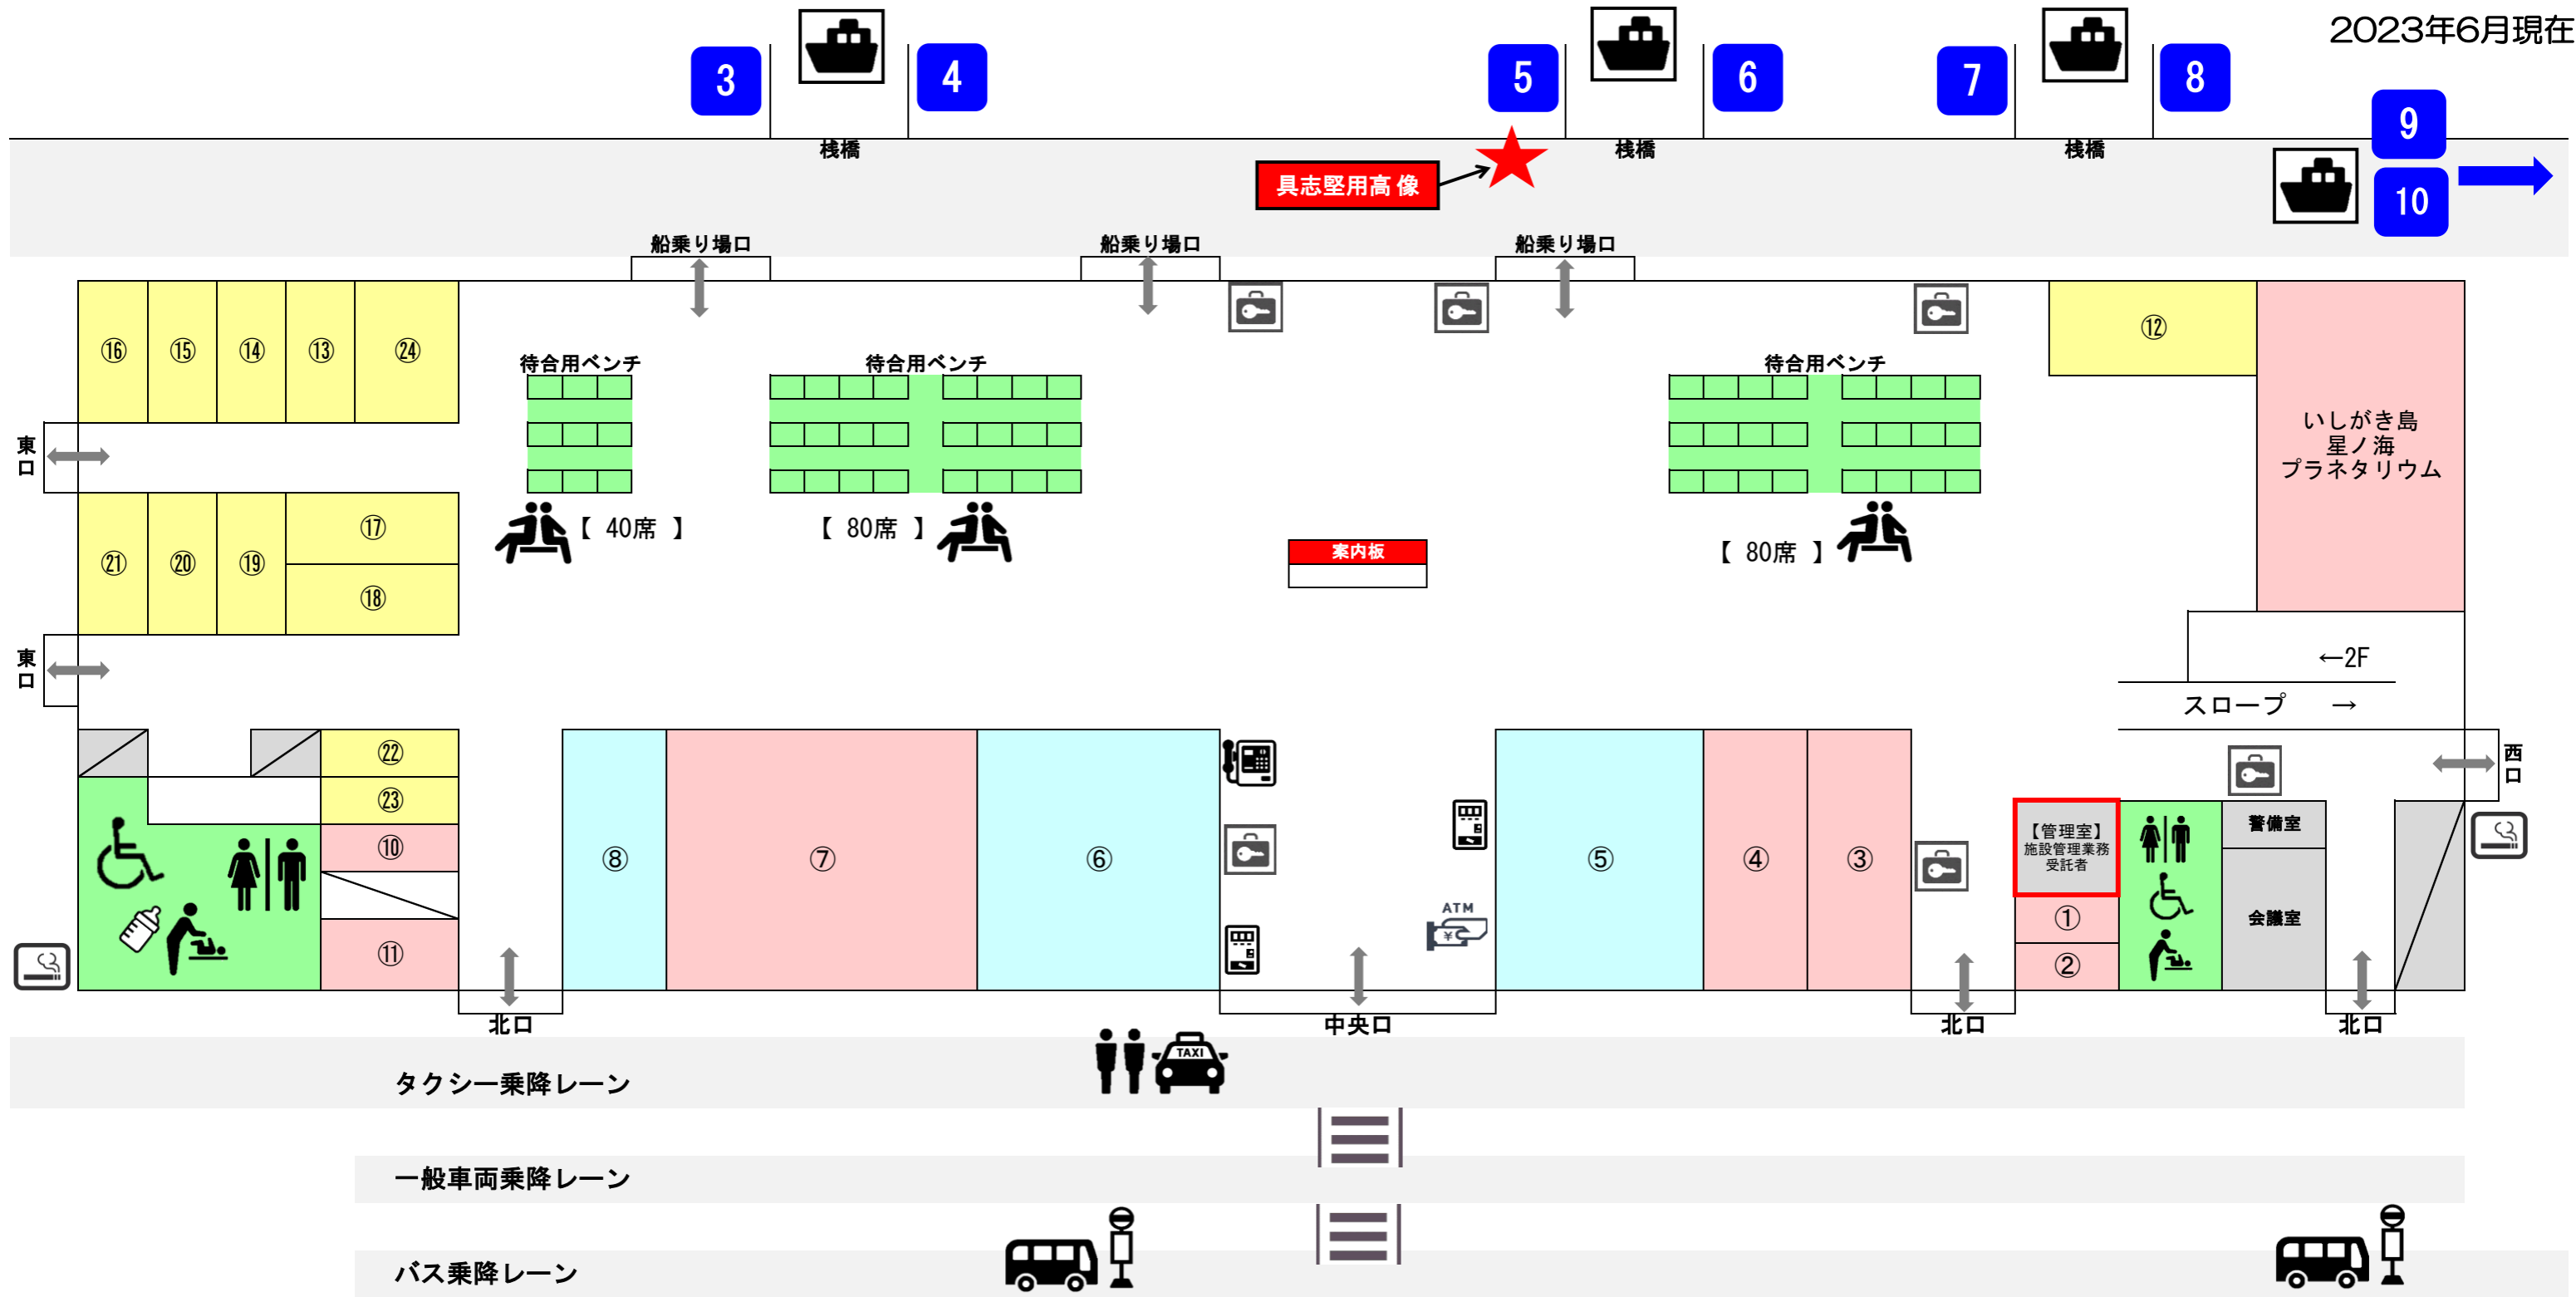 2023年6月現在
3
4
5
6
7
8
9
10
桟橋
桟橋
桟橋
具志堅用高像
船乗り場口
船乗り場口
船乗り場口
⑯
⑮
⑭
⑬
㉔
⑫
待合用ベンチ
待合用ベンチ
待合用ベンチ
いしがき島
星ノ海
プラネタリウム
東口
㉑
⑳
⑲
⑰
⑱
【 40席 】
【 80席 】
【 80席 】
案内板
東口
←2F
スロープ →
西口
㉒
㉓
⑩
⑪
⑧
⑦
⑥
ATM
¥
⑤
④
③
【管理室】
施設管理業務
受託者
①
②
警備室
会議室
北口
中央口
北口
北口
TAXI
タクシー乗降レーン
一般車両乗降レーン
バス乗降レーン